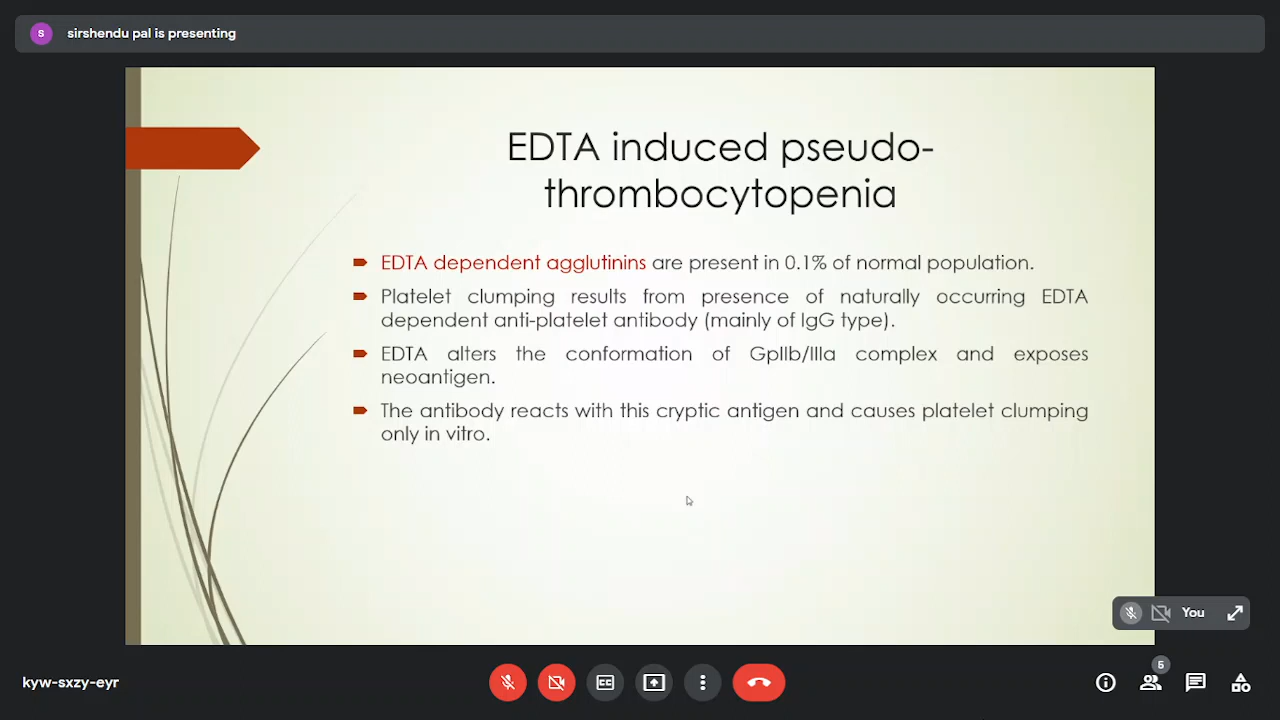 S
sirshendu pal is presenting
EDTA induced pseudo-
thrombocytopenia
EDTA dependent agglutinins are present in 0.1% of normal population.
Platelet clumping results from presence of naturally occurring EDTA
dependent anti-platelet antibody (mainly of IgG type).
EDTA alters the conformation of GpIIb/IIIa complex and exposes
neoantigen.
The antibody reacts with this cryptic antigen and causes platelet clumping
only in vitro.
You
kyw-sxzy-eyr
CC
5